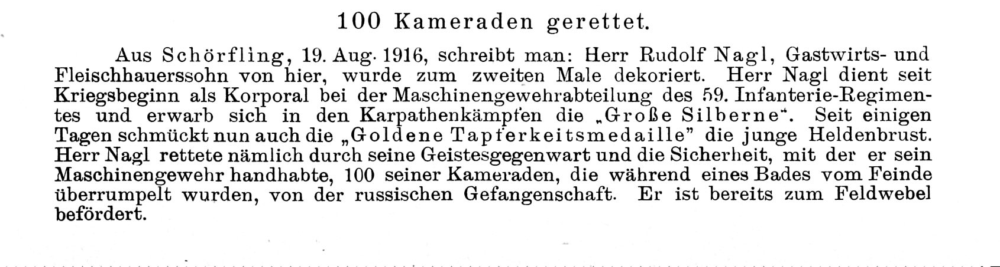 100 Kameraden gerettet.
Aus Schörfling, 19. Aug. 1916, schreibt man: Herr Rudolf Nagl, Gastwirts- und
Fleischhauerssohn von hier, wurde zum zweiten Male dekoriert. Herr Nagl dient seit
Kriegsbeginn als Korporal bei der Maschinengewehrabteilung des 59. Infanterie-Regimen-
tes und erwarb sich in den Karpathenkämpfen die „Große Silberne“. Seit einigen
Tagen schmückt nun auch die „Goldene Tapferkeitsmedaille” die junge Heldenbrust.
Herr Nagl rettete nämlich durch seine Geistesgegenwart und die Sicherheit, mit der er sein
Maschinengewehr handhabte, 100 seiner Kameraden, die während eines Bades vom Feinde
überrumpelt wurden, von der russischen Gefangenschaft. Er ist bereits zum Feldwebel
befördert.